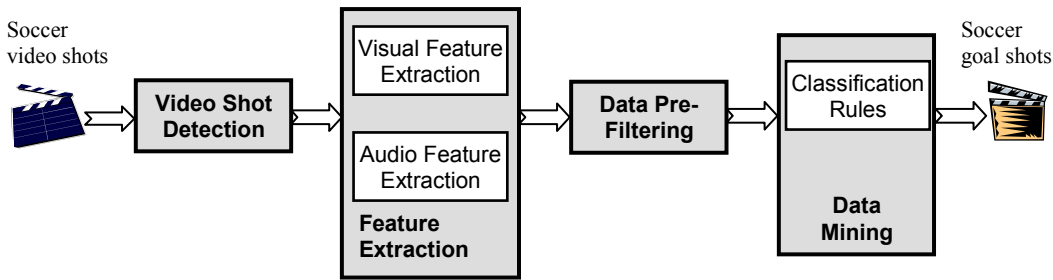 Soccer
video shots
Video Shot
Detection
Visual Feature
Extraction
Audio Feature
Extraction
Feature
Extraction
Data Pre-
Filtering
Classification
Rules
Data
Mining
Soccer
goal shots